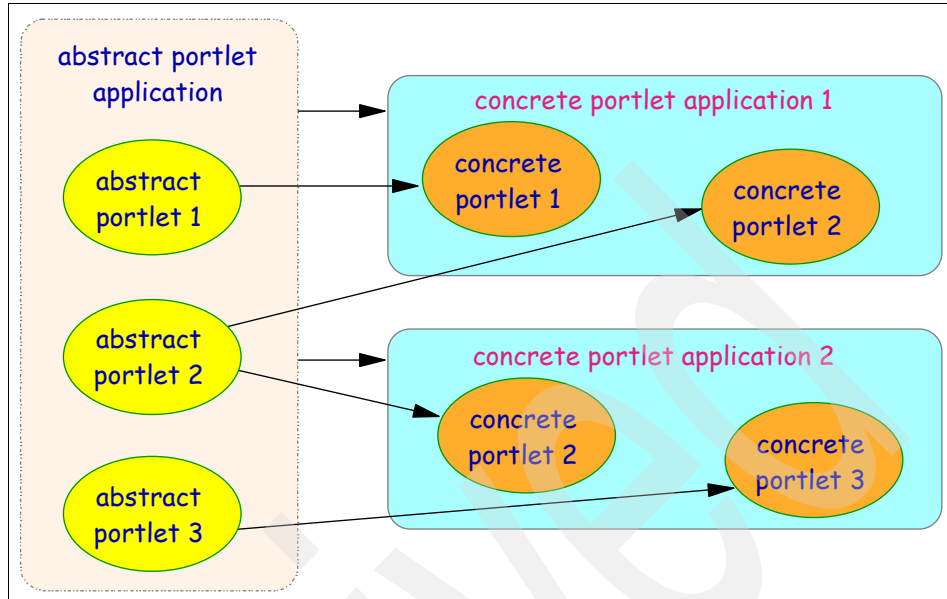 abstract portlet
application
abstract
portlet 1
abstract
portlet 2
abstract
portlet 3
concrete portlet application 1
concrete
portlet 1
concrete
portlet 2
concrete portlet application 2
concrete
portlet 2
concrete
portlet 3